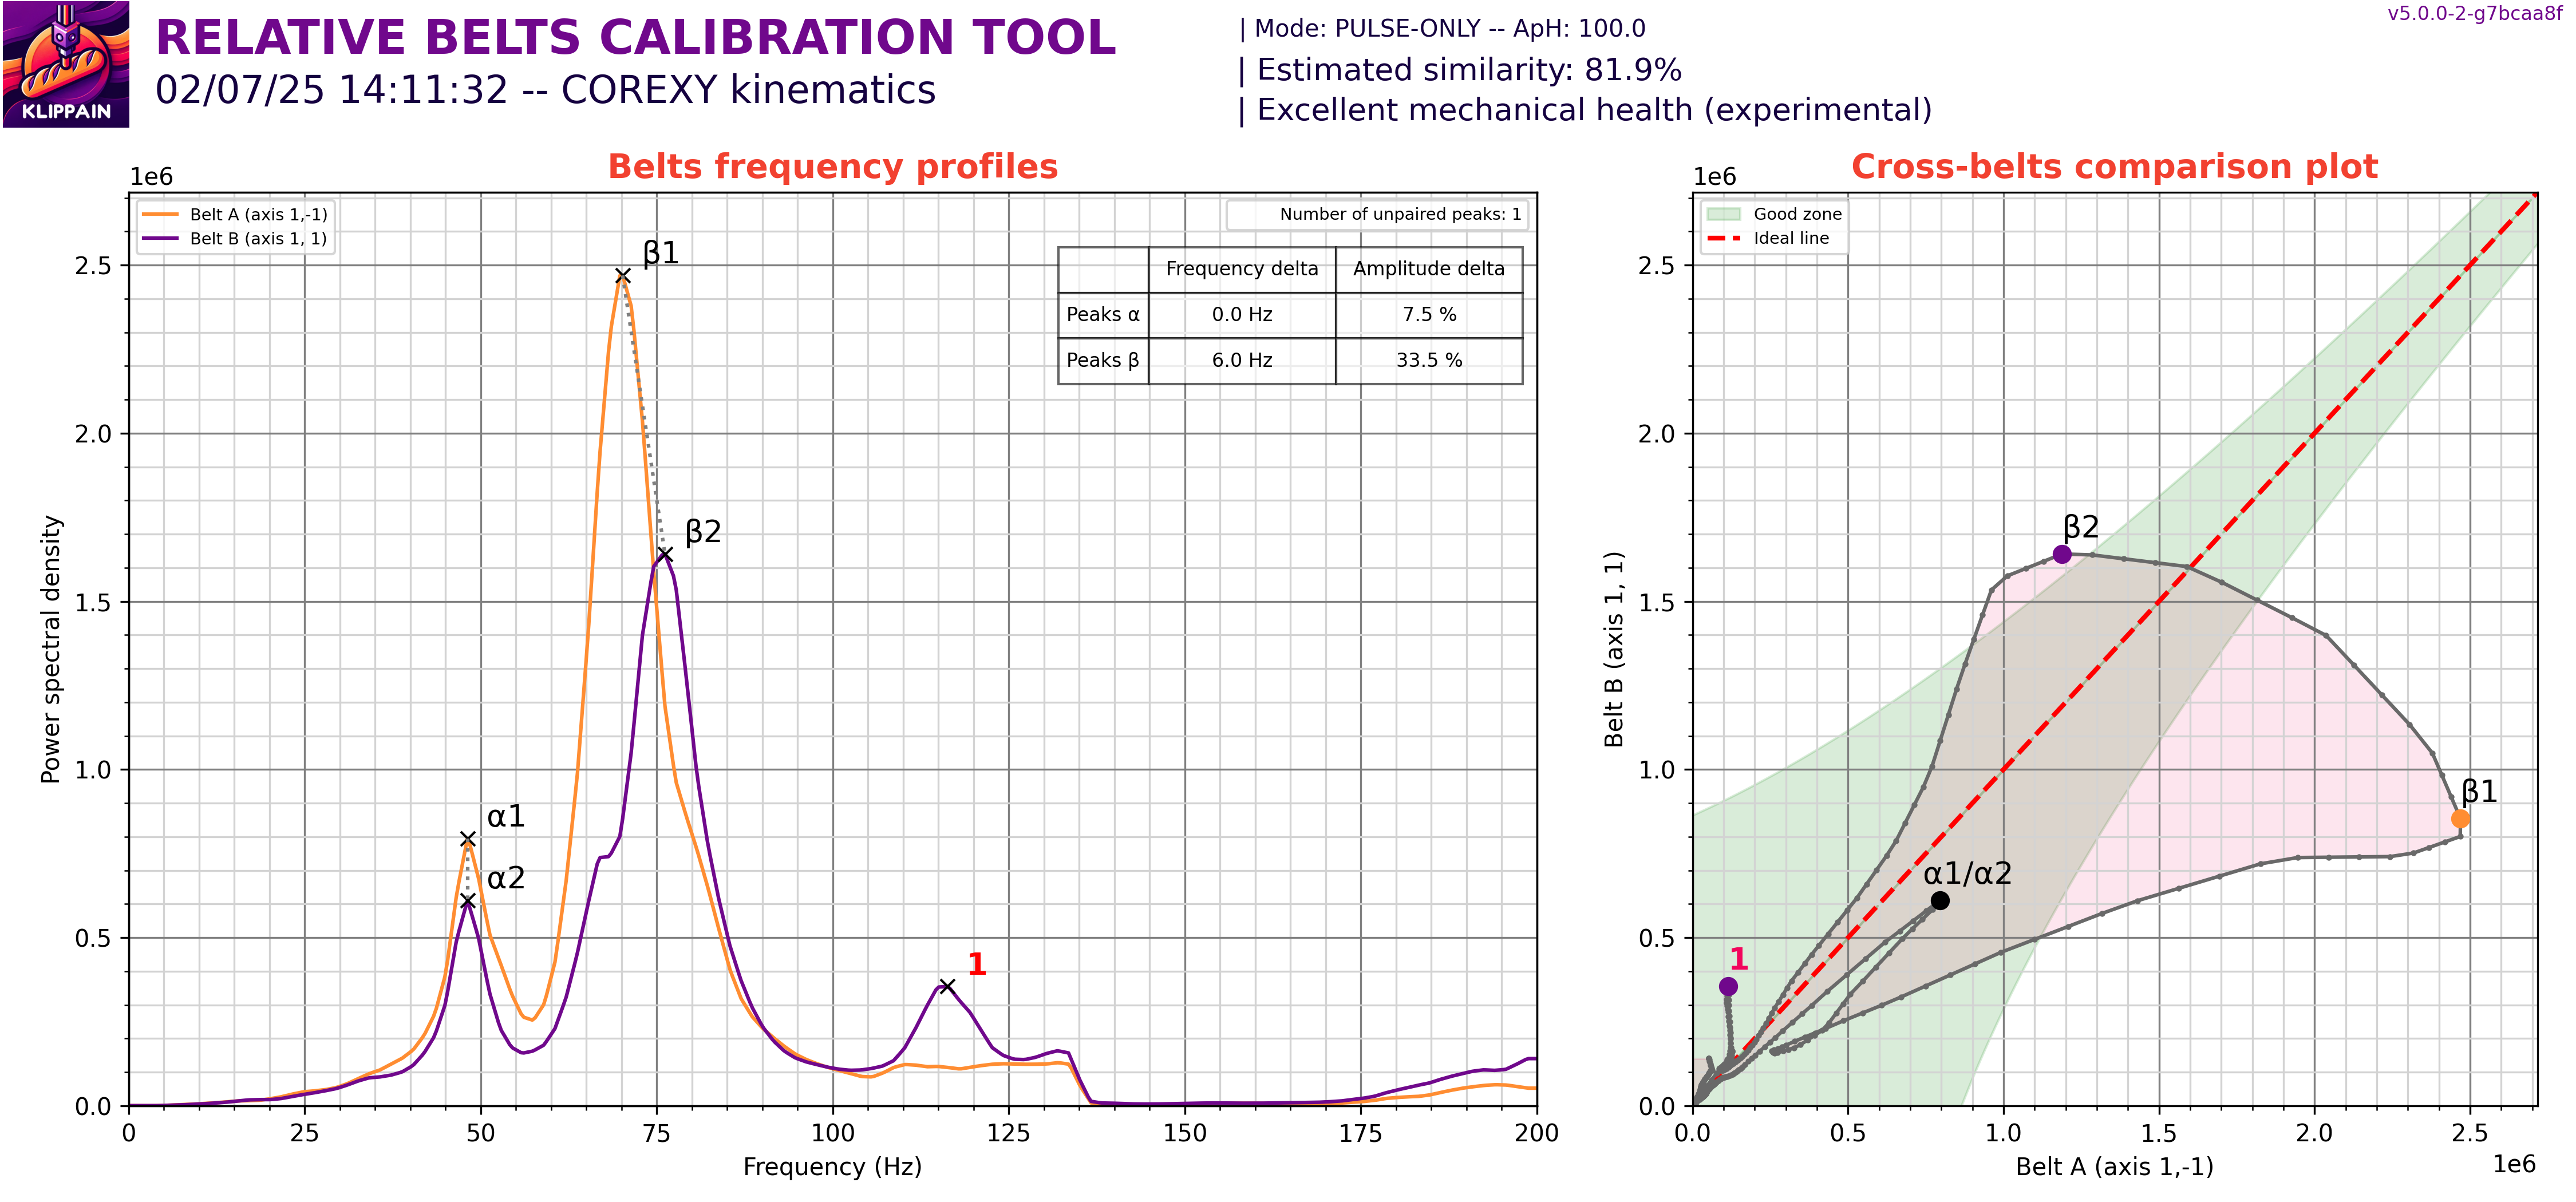 v5.0.0-2-g7bcaa8f
KLIPPAIN
RELATIVE BELTS CALIBRATION TOOL
02/07/25 14:11:32 -- COREXY kinematics
| Mode: PULSE-ONLY -- ApH: 100.0
| Estimated similarity: 81.9%
| Excellent mechanical health (experimental)
Belts frequency profiles
1e6
Belt A (axis 1,-1)
Belt B (axis 1, 1)
Number of unpaired peaks: 1
Frequency delta Amplitude delta
Peaks α 0.0 Hz 7.5 %
Peaks β 6.0 Hz 33.5 %
β1
β2
α1
α2
1
2.5
2.0
1.5
1.0
0.5
0.0
Power spectral density
0 25 50 75 100 125 150 175 200
Frequency (Hz)
Cross-belts comparison plot
1e6
Good zone
Ideal line
β2
β1
α1/α2
1
2.5
2.0
1.5
1.0
0.5
0.0
Belt B (axis 1, 1)
0.0 0.5 1.0 1.5 2.0 2.5
Belt A (axis 1,-1)
1e6